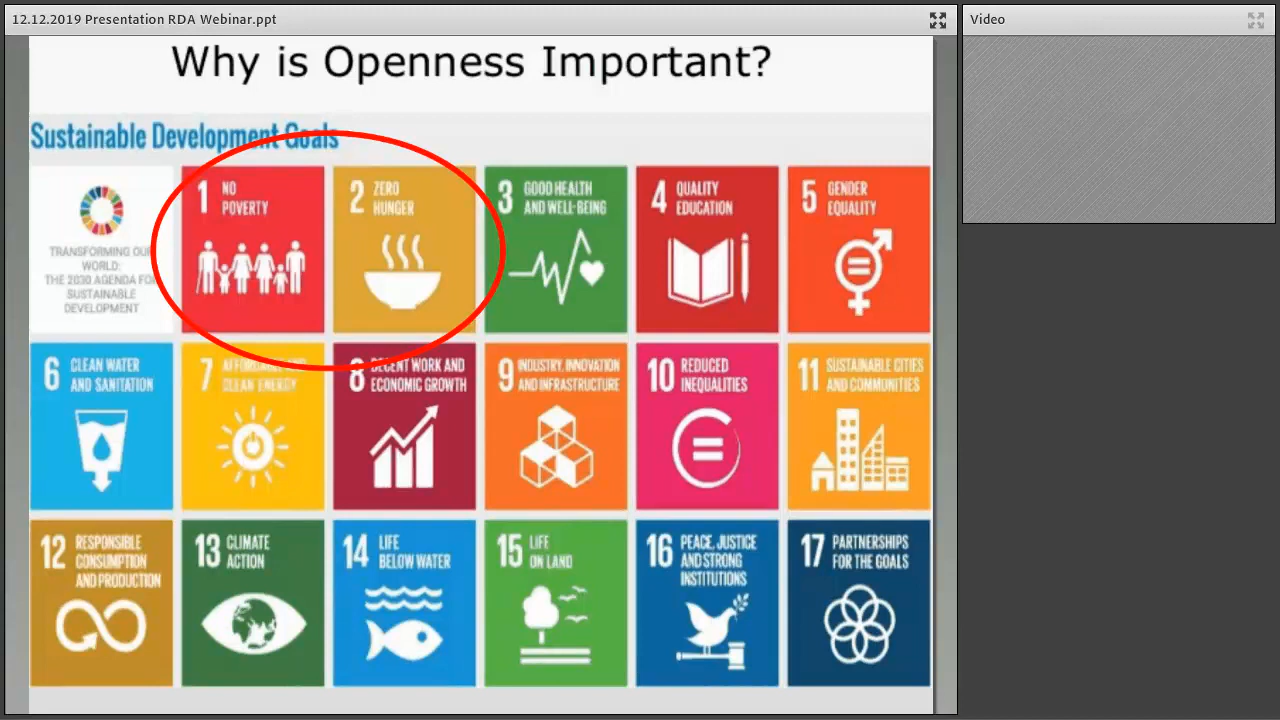 12.12.2019 Presentation RDA Webinar.ppt
Video
Why is Openness Important?
Sustainable Development Goals
TRANSFORMING OUR
WORLD:
THE 2030 AGENDA FOR
SUSTAINABLE
DEVELOPMENT
1 NO
POVERTY
2 ZERO
HUNGER
3 GOOD HEALTH
AND WELL-BEING
4 QUALITY
EDUCATION
5 GENDER
EQUALITY
6 CLEAN WATER
AND SANITATION
7 AFFORDABLE AND
CLEAN ENERGY
8 DECENT WORK AND
ECONOMIC GROWTH
9 INDUSTRY, INNOVATION
AND INFRASTRUCTURE
10 REDUCED
INEQUALITIES
11 SUSTAINABLE CITIES
AND COMMUNITIES
12 RESPONSIBLE
CONSUMPTION
AND PRODUCTION
13 CLIMATE
ACTION
14 LIFE
BELOW WATER
15 LIFE
ON LAND
16 PEACE, JUSTICE
AND STRONG
INSTITUTIONS
17 PARTNERSHIPS
FOR THE GOALS